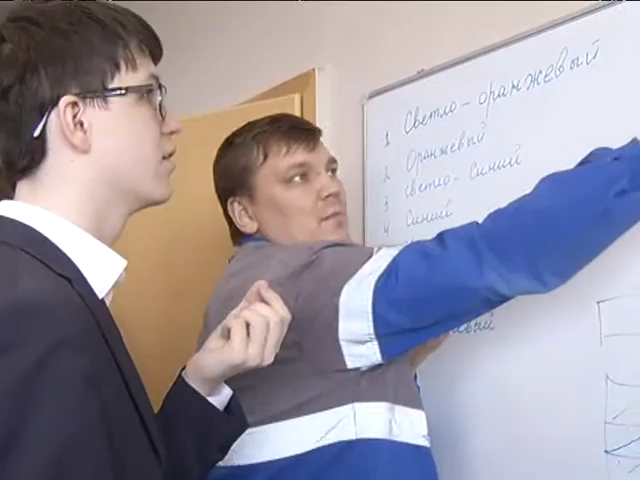 1 Светло-оранжевый
2 Оранжевый
3 Светло-синий
4 Синий